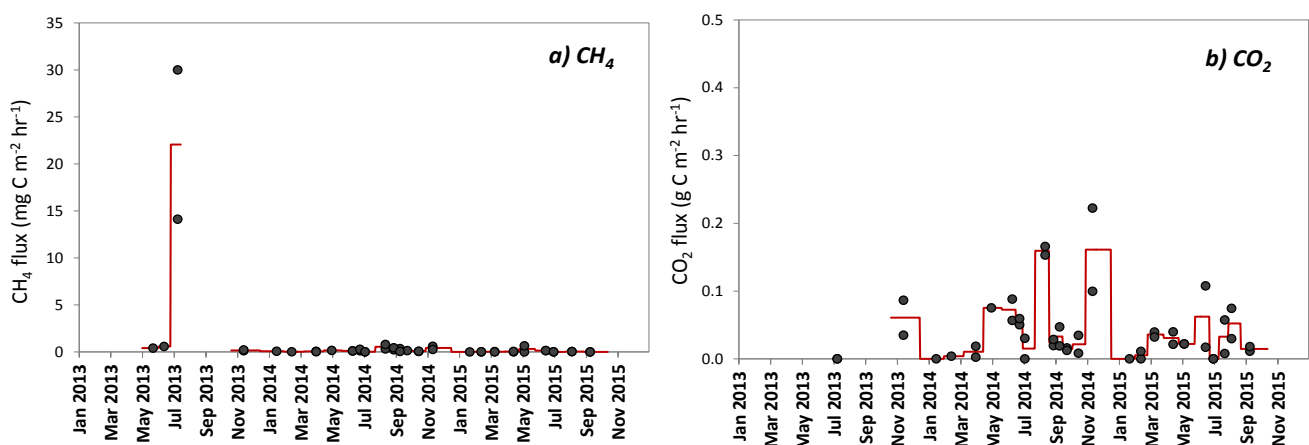 a) CH4
CH4 flux (mg C m-2 hr-1)
35
30
25
20
15
10
5
0
Jan 2013
Mar 2013
May 2013
Jul 2013
Sep 2013
Nov 2013
Jan 2014
Mar 2014
May 2014
Jul 2014
Sep 2014
Nov 2014
Jan 2015
Mar 2015
May 2015
Jul 2015
Sep 2015
Nov 2015
b) CO2
CO2 flux (g C m-2 hr-1)
0.5
0.4
0.3
0.2
0.1
0.0
Jan 2013
Mar 2013
May 2013
Jul 2013
Sep 2013
Nov 2013
Jan 2014
Mar 2014
May 2014
Jul 2014
Sep 2014
Nov 2014
Jan 2015
Mar 2015
May 2015
Jul 2015
Sep 2015
Nov 2015